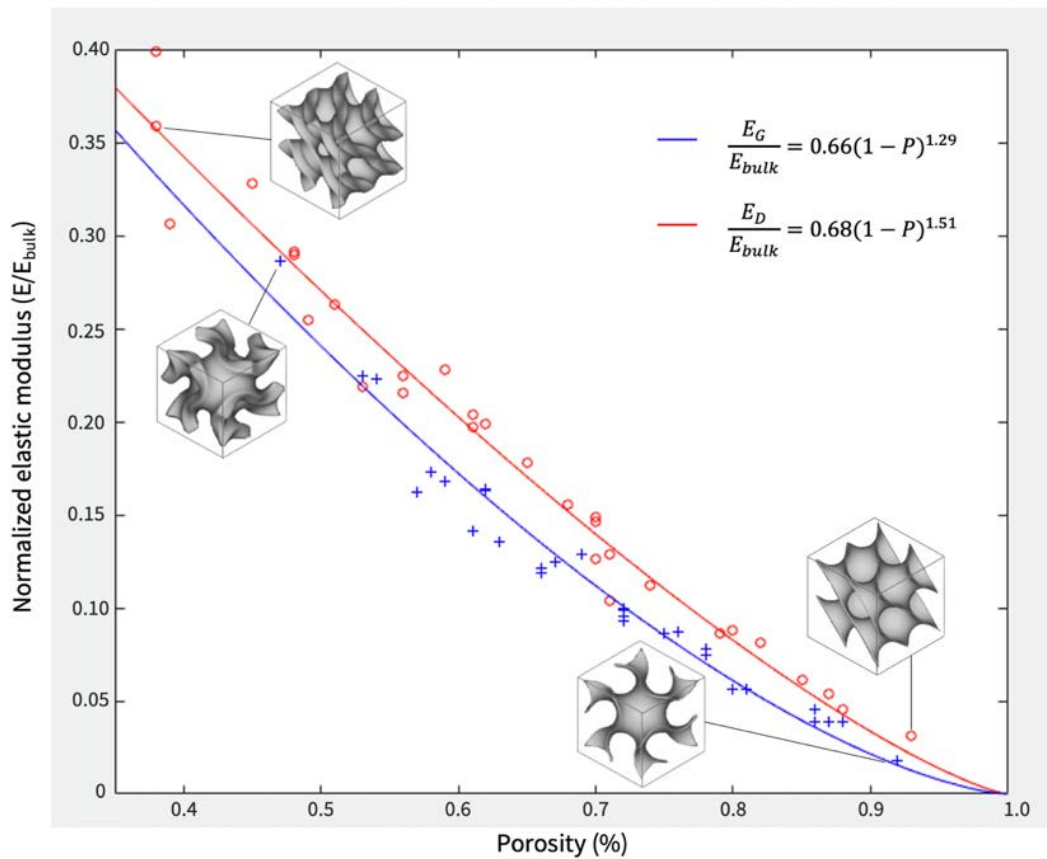 0.40
0.35
0.30
0.25
0.20
0.15
0.10
0.05
0
Normalized elastic modulus (E/E_bulk)
E_G/E_bulk = 0.66(1 − P)^1.29
E_D/E_bulk = 0.68(1 − P)^1.51
0.4 0.5 0.6 0.7 0.8 0.9 1.0
Porosity (%)